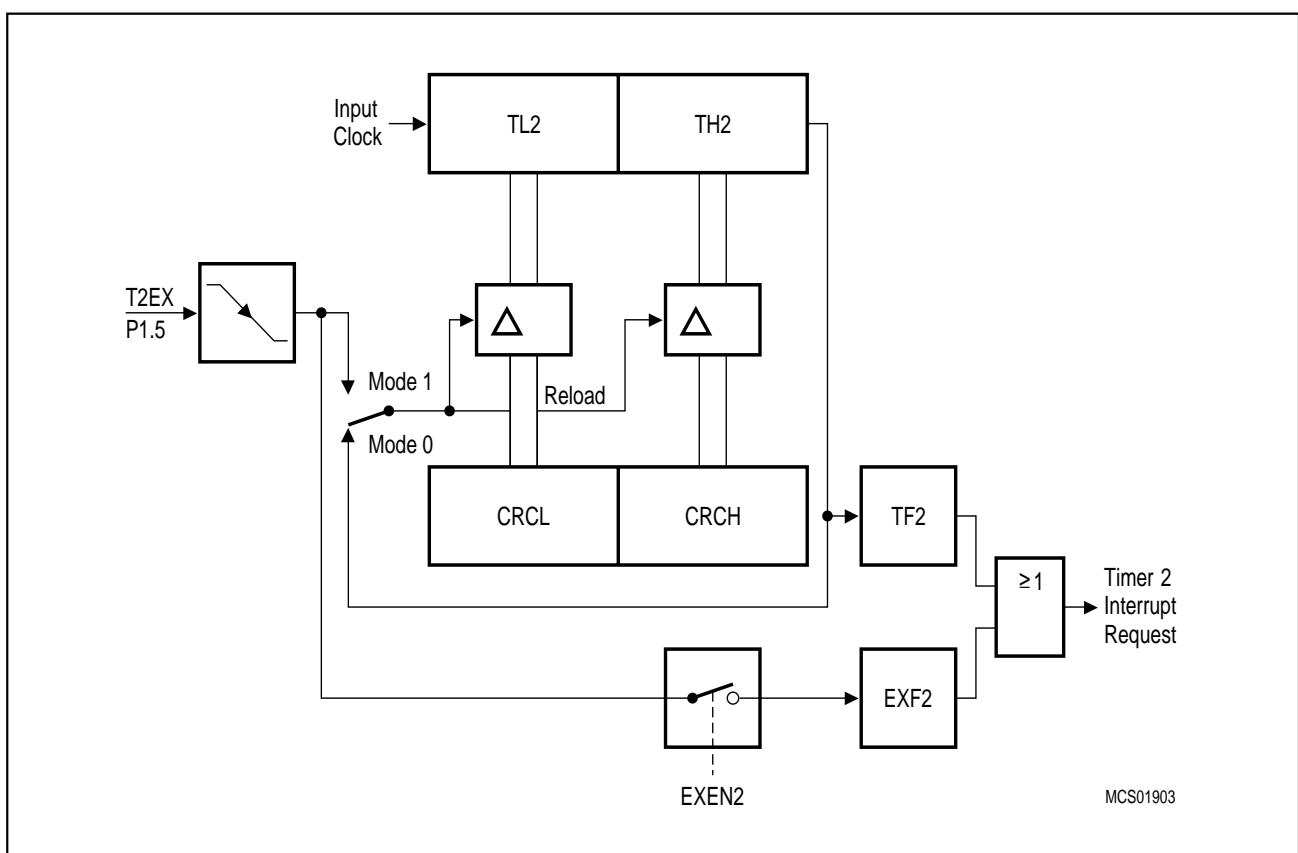 Input
Clock
TL2
TH2
T2EX
P1.5
Mode 1
Reload
Mode 0
CRCL
CRCH
TF2
≥1
Timer 2
Interrupt
Request
EXF2
EXEN2
MCS01903